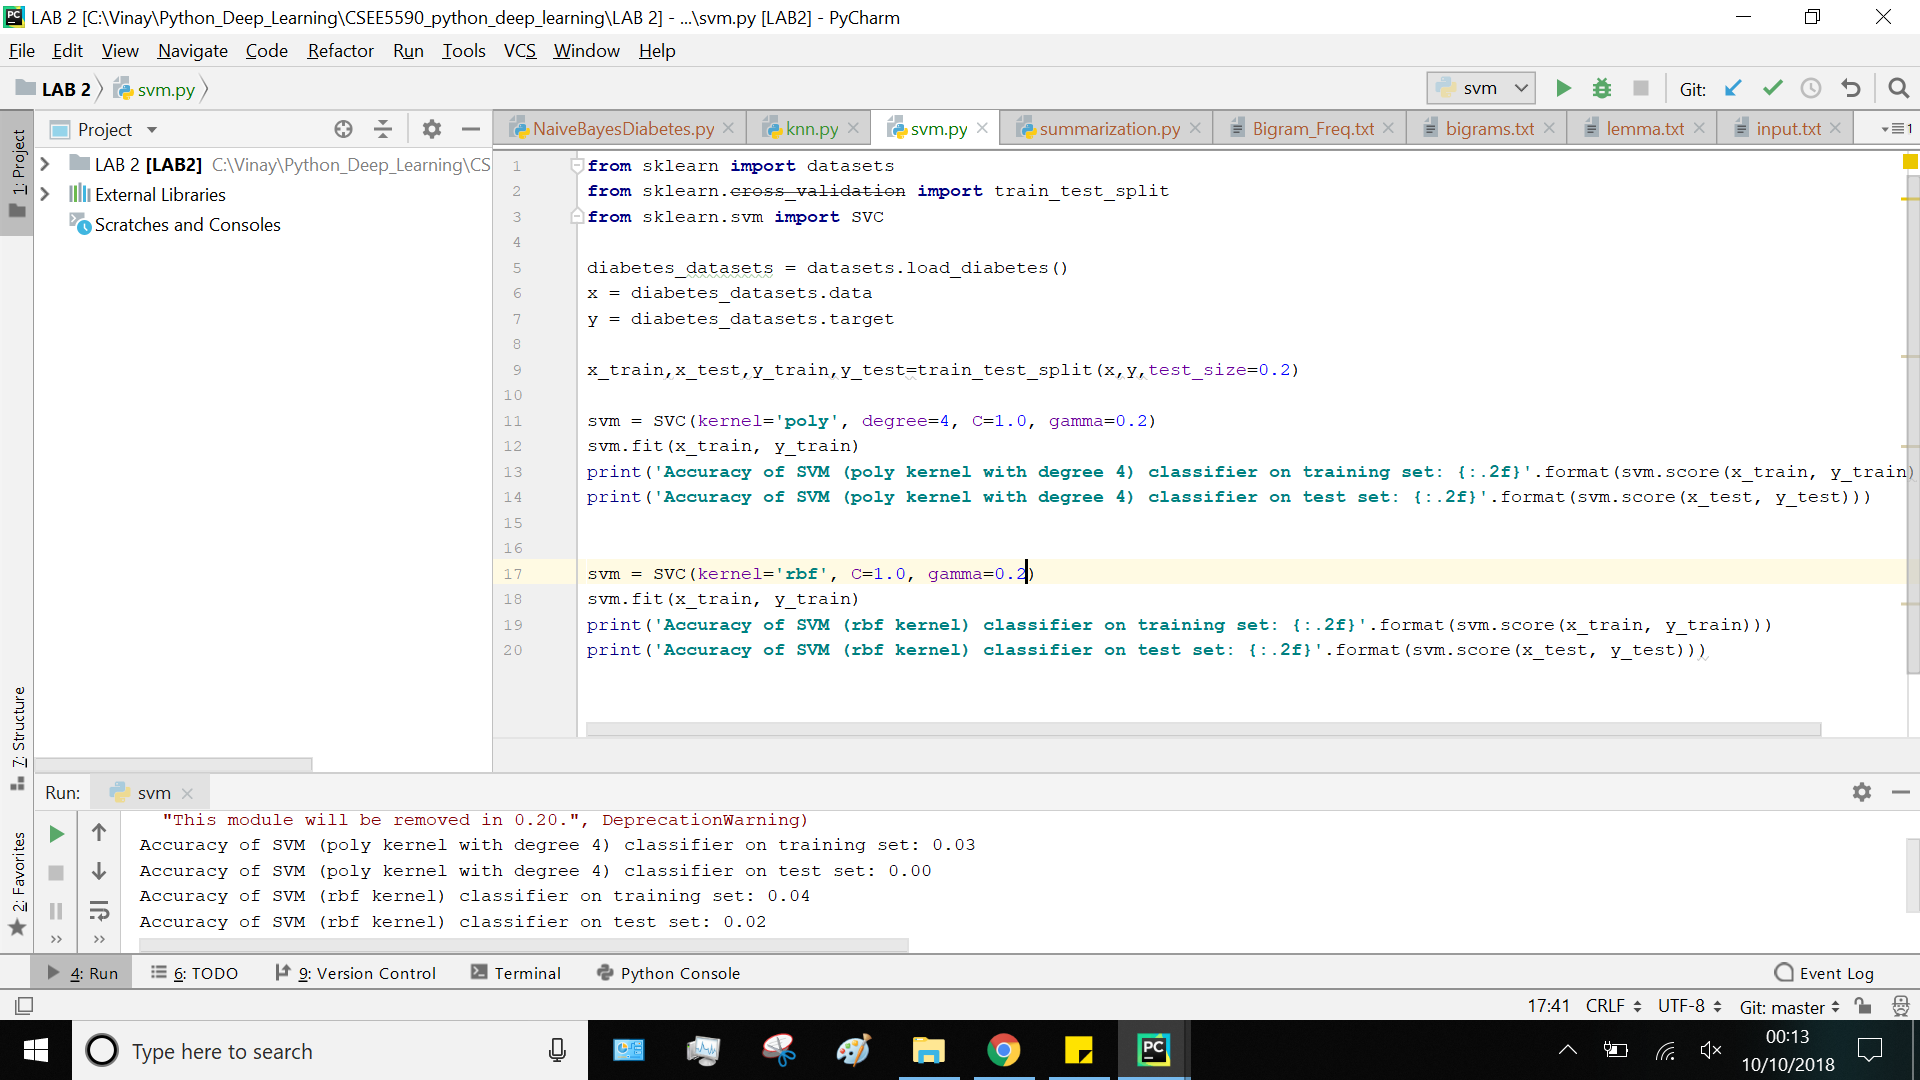 LAB 2 [C:\Vinay\Python_Deep_Learning\CSEE5590_python_deep_learning\LAB 2] - ...\svm.py [LAB2] - PyCharm
File Edit View Navigate Code Refactor Run Tools VCS Window Help
LAB 2 svm.py svm Git:
1: Project
Project
NaiveBayesDiabetes.py knn.py svm.py summarization.py Bigram_Freq.txt bigrams.txt lemma.txt input.txt 1
LAB 2 [LAB2] C:\Vinay\Python_Deep_Learning\CS
External Libraries
Scratches and Consoles
1 from sklearn import datasets
2 from sklearn.cross_validation import train_test_split
3 from sklearn.svm import SVC
4
5 diabetes_datasets = datasets.load_diabetes()
6 x = diabetes_datasets.data
7 y = diabetes_datasets.target
8
9 x_train,x_test,y_train,y_test=train_test_split(x,y,test_size=0.2)
10
11 svm = SVC(kernel='poly', degree=4, C=1.0, gamma=0.2)
12 svm.fit(x_train, y_train)
13 print('Accuracy of SVM (poly kernel with degree 4) classifier on training set: {:.2f}'.format(svm.score(x_train, y_train)
14 print('Accuracy of SVM (poly kernel with degree 4) classifier on test set: {:.2f}'.format(svm.score(x_test, y_test)))
15
16
17 svm = SVC(kernel='rbf', C=1.0, gamma=0.2)
18 svm.fit(x_train, y_train)
19 print('Accuracy of SVM (rbf kernel) classifier on training set: {:.2f}'.format(svm.score(x_train, y_train)))
20 print('Accuracy of SVM (rbf kernel) classifier on test set: {:.2f}'.format(svm.score(x_test, y_test)))
7: Structure
2: Favorites
Run: svm
"This module will be removed in 0.20.", DeprecationWarning)
Accuracy of SVM (poly kernel with degree 4) classifier on training set: 0.03
Accuracy of SVM (poly kernel with degree 4) classifier on test set: 0.00
Accuracy of SVM (rbf kernel) classifier on training set: 0.04
Accuracy of SVM (rbf kernel) classifier on test set: 0.02
4: Run 6: TODO 9: Version Control Terminal Python Console Event Log
17:41 CRLF UTF-8 Git: master
Type here to search
PC
00:13
10/10/2018